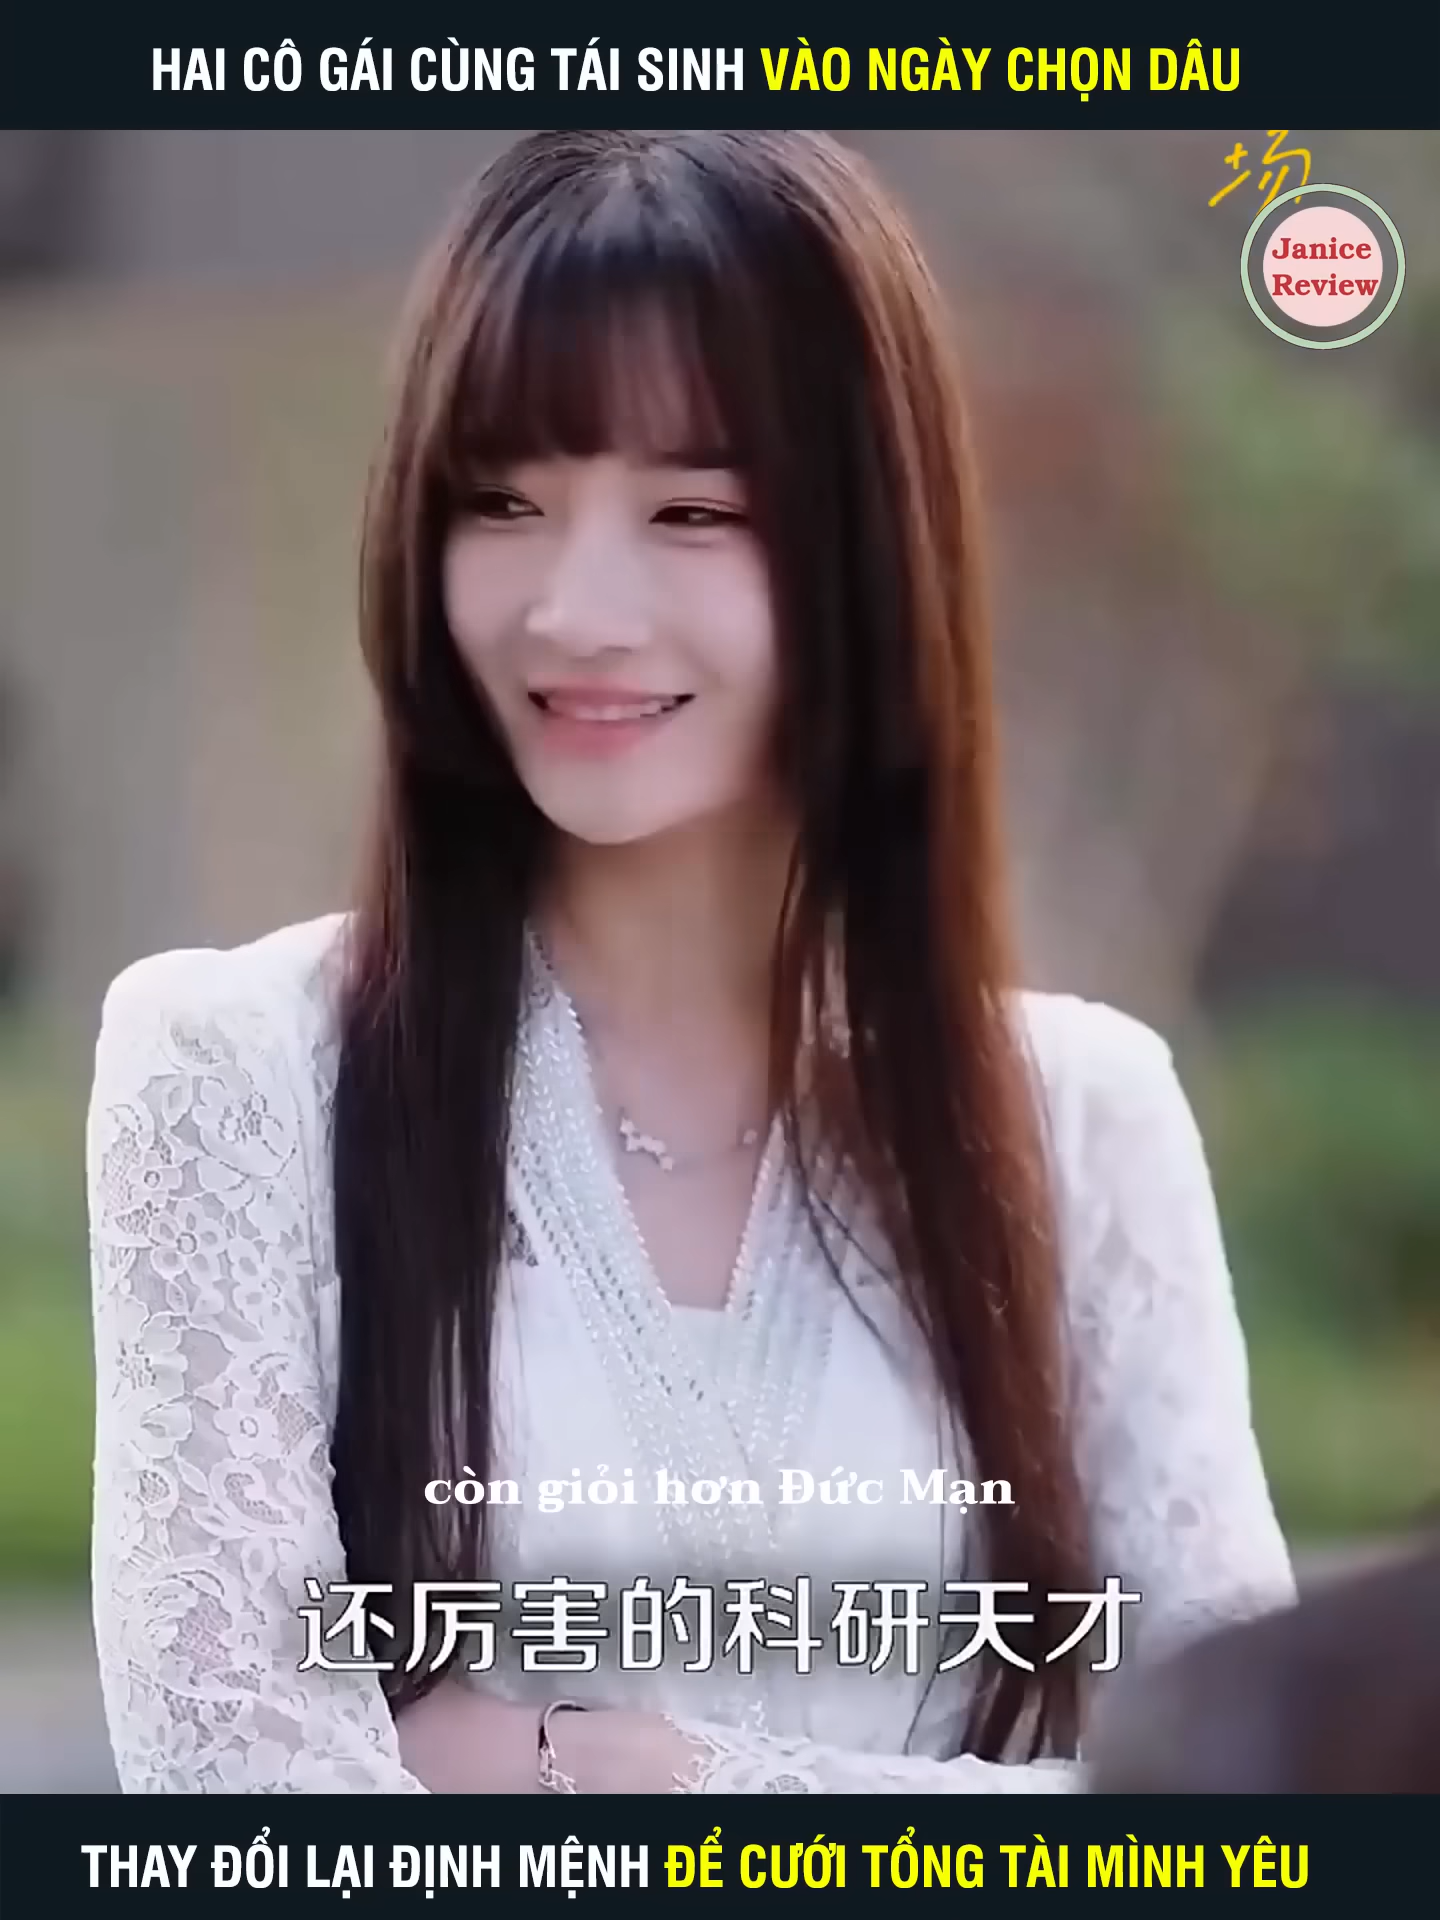 HAI CÔ GÁI CÙNG TÁI SINH VÀO NGÀY CHỌN DÂU
场
Janice
Review
còn giỏi hơn Đức Mạn
还厉害的科研天才
THAY ĐỔI LẠI ĐỊNH MỆNH ĐỂ CƯỚI TỔNG TÀI MÌNH YÊU